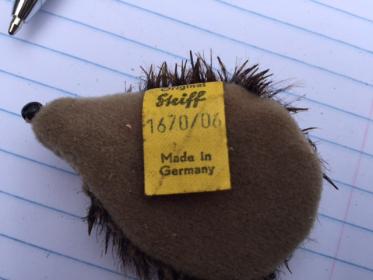 Original
Steiff
1670/06
Made in
Germany